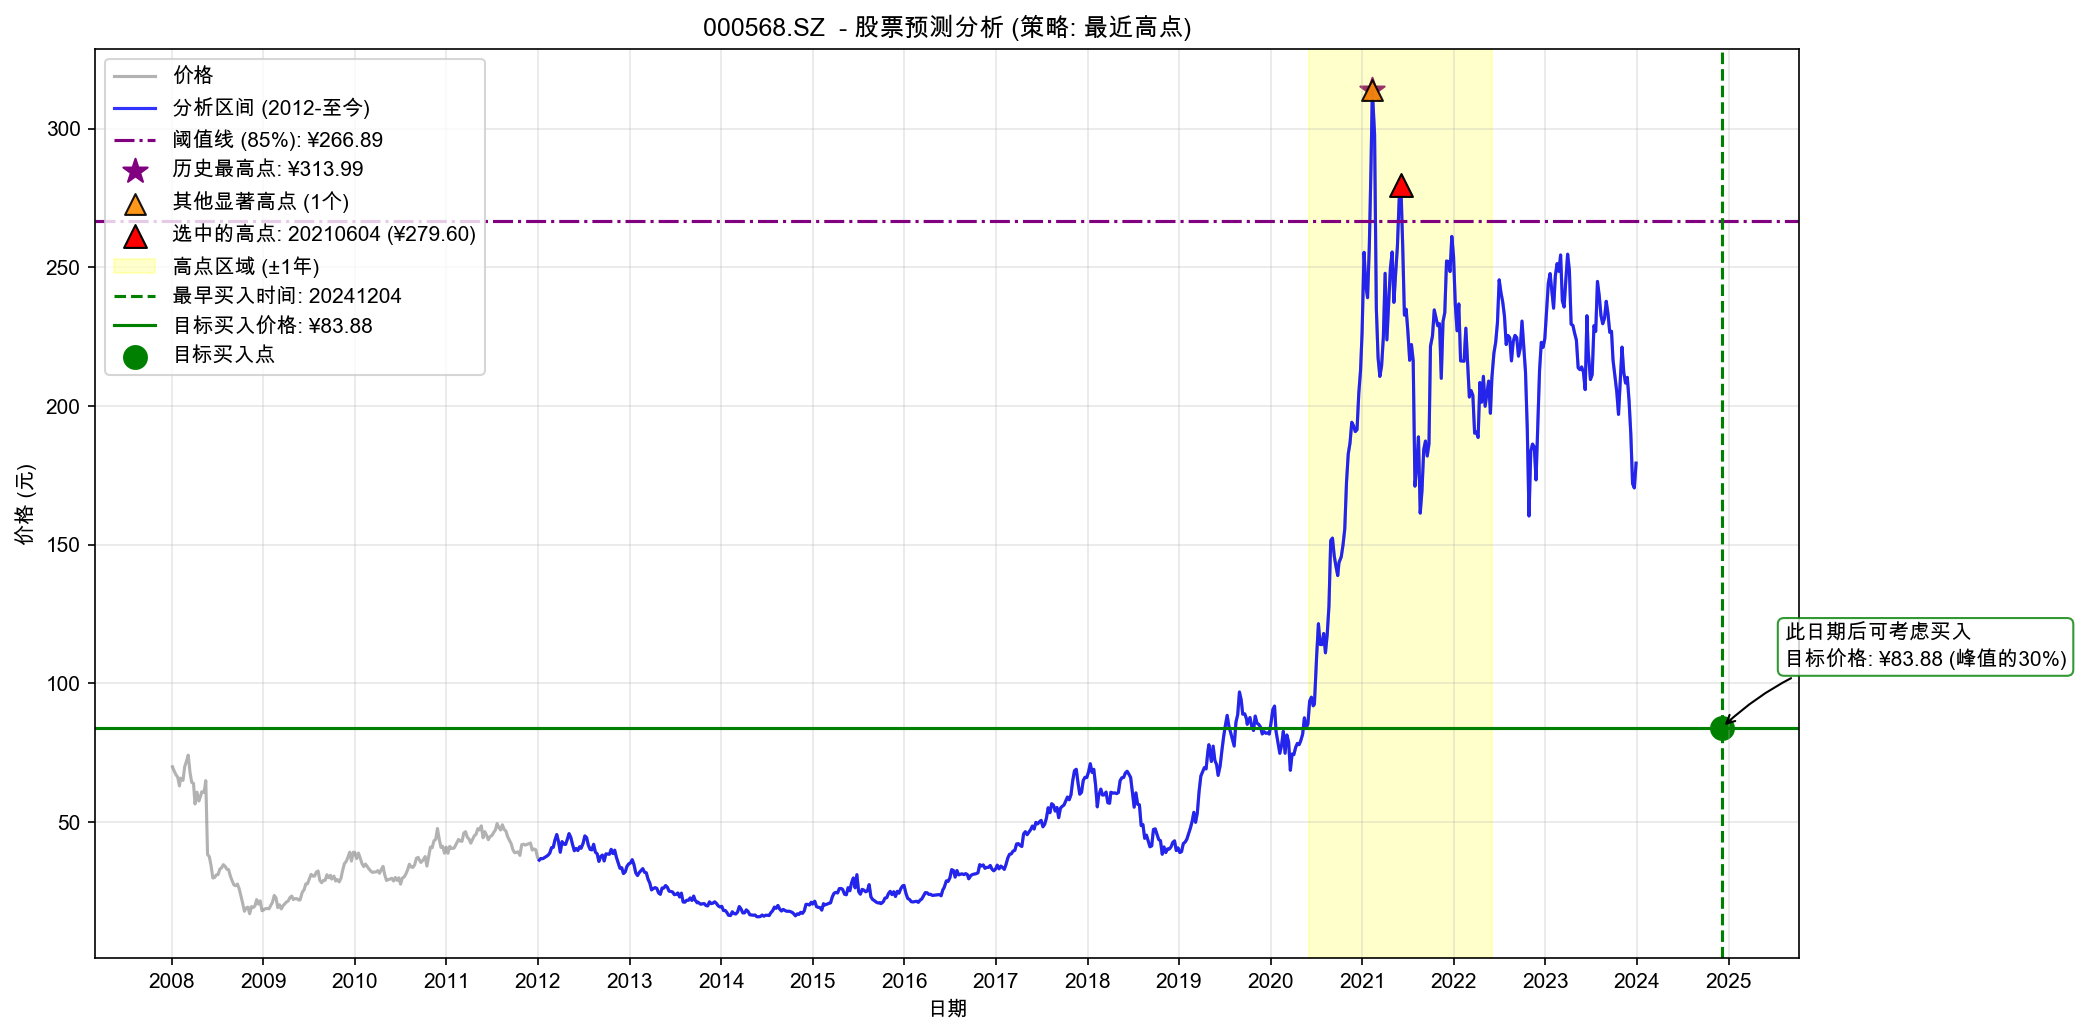 000568.SZ - 股票预测分析 (策略: 最近高点)
价格
分析区间 (2012-至今)
阈值线 (85%): ¥266.89
历史最高点: ¥313.99
其他显著高点 (1个)
选中的高点: 20210604 (¥279.60)
高点区域 (±1年)
最早买入时间: 20241204
目标买入价格: ¥83.88
目标买入点
300
250
200
150
100
50
价格 (元)
此日期后可考虑买入
目标价格: ¥83.88 (峰值的30%)
2008 2009 2010 2011 2012 2013 2014 2015 2016 2017 2018 2019 2020 2021 2022 2023 2024 2025
日期